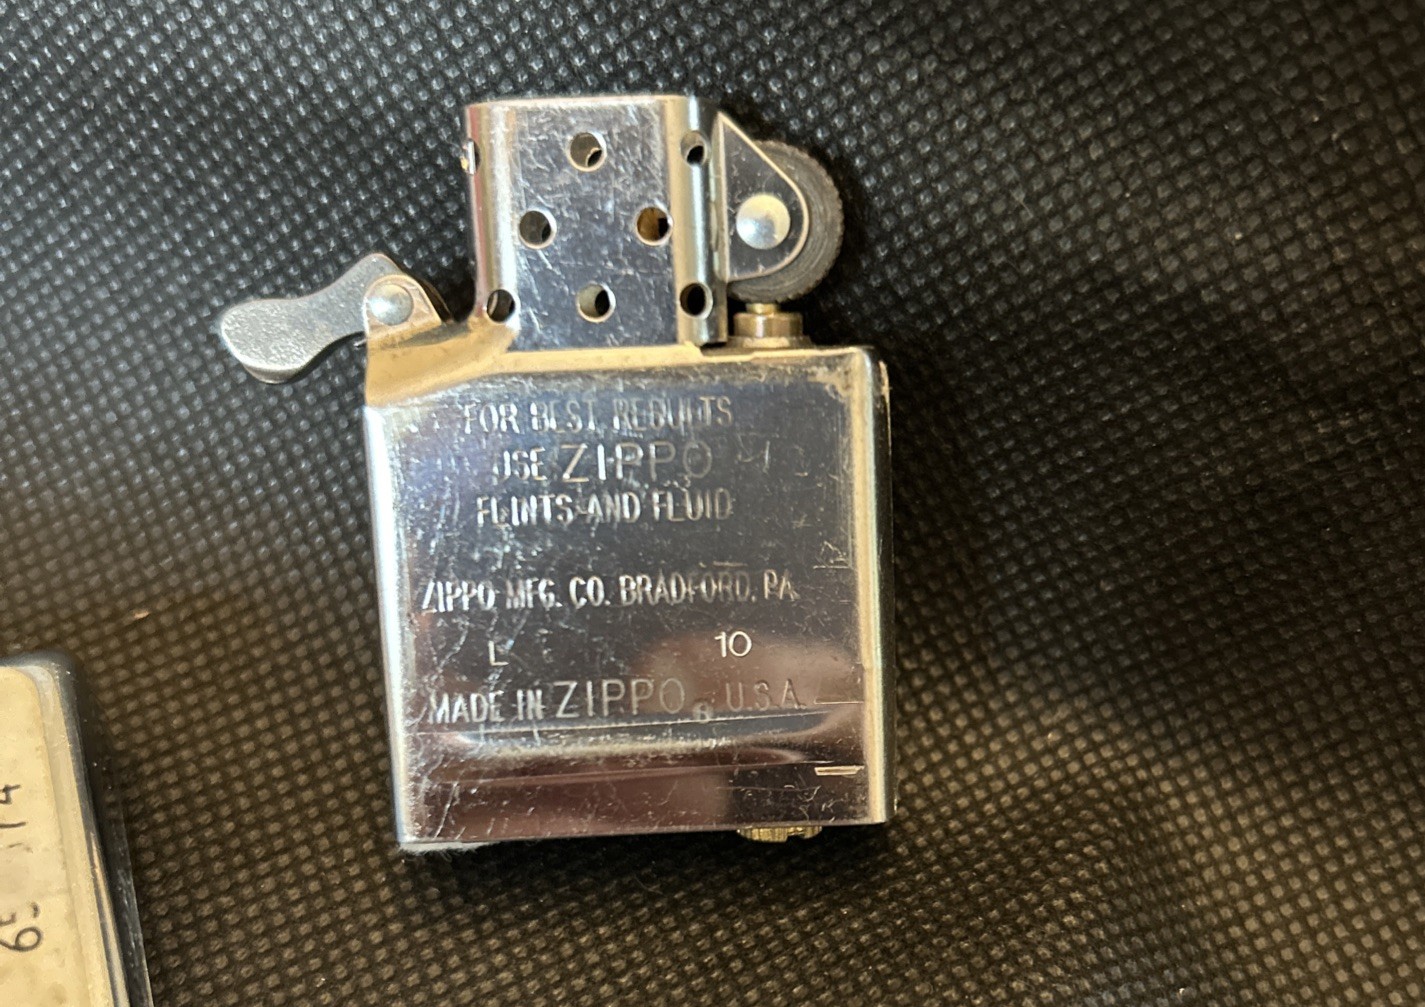 FOR BEST RESULTS
USE ZIPPO
FLINTS AND FLUID
ZIPPO MFG. CO. BRADFORD, PA.
L 10
MADE IN ZIPPO® U.S.A.